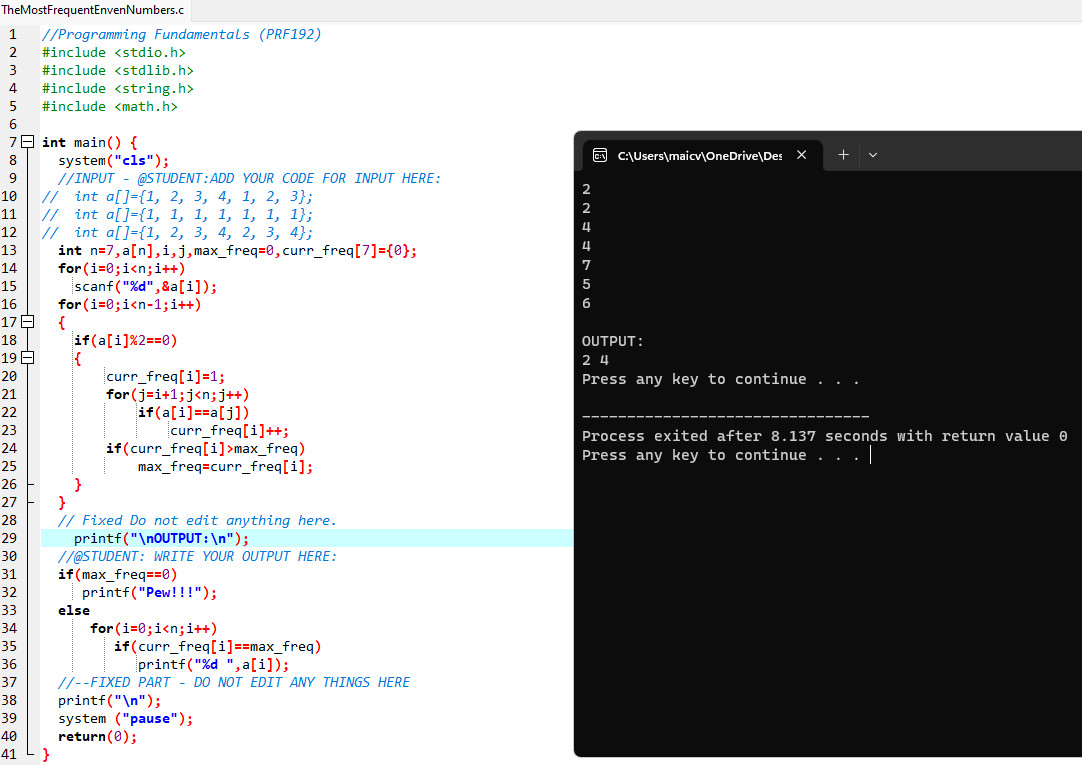 TheMostFrequentEnvenNumbers.c
1 //Programming Fundamentals (PRF192)
2 #include <stdio.h>
3 #include <stdlib.h>
4 #include <string.h>
5 #include <math.h>
6
7 int main() {
8 system("cls");
9 //INPUT - @STUDENT:ADD YOUR CODE FOR INPUT HERE:
10 // int a[]={1, 2, 3, 4, 1, 2, 3};
11 // int a[]={1, 1, 1, 1, 1, 1, 1};
12 // int a[]={1, 2, 3, 4, 2, 3, 4};
13 int n=7,a[n],i,j,max_freq=0,curr_freq[7]={0};
14 for(i=0;i<n;i++)
15 scanf("%d",&a[i]);
16 for(i=0;i<n-1;i++)
17 {
18 if(a[i]%2==0)
19 {
20 curr_freq[i]=1;
21 for(j=i+1;j<n;j++)
22 if(a[i]==a[j])
23 curr_freq[i]++;
24 if(curr_freq[i]>max_freq)
25 max_freq=curr_freq[i];
26 }
27 }
28 // Fixed Do not edit anything here.
29 printf("\nOUTPUT:\n");
30 //@STUDENT: WRITE YOUR OUTPUT HERE:
31 if(max_freq==0)
32 printf("Pew!!!");
33 else
34 for(i=0;i<n;i++)
35 if(curr_freq[i]==max_freq)
36 printf("%d ",a[i]);
37 //--FIXED PART - DO NOT EDIT ANY THINGS HERE
38 printf("\n");
39 system ("pause");
40 return(0);
41 }
C:\Users\maicv\OneDrive\Des
2
2
4
4
7
5
6
OUTPUT:
2 4
Press any key to continue . . .
--------------------------------
Process exited after 8.137 seconds with return value 0
Press any key to continue . . .